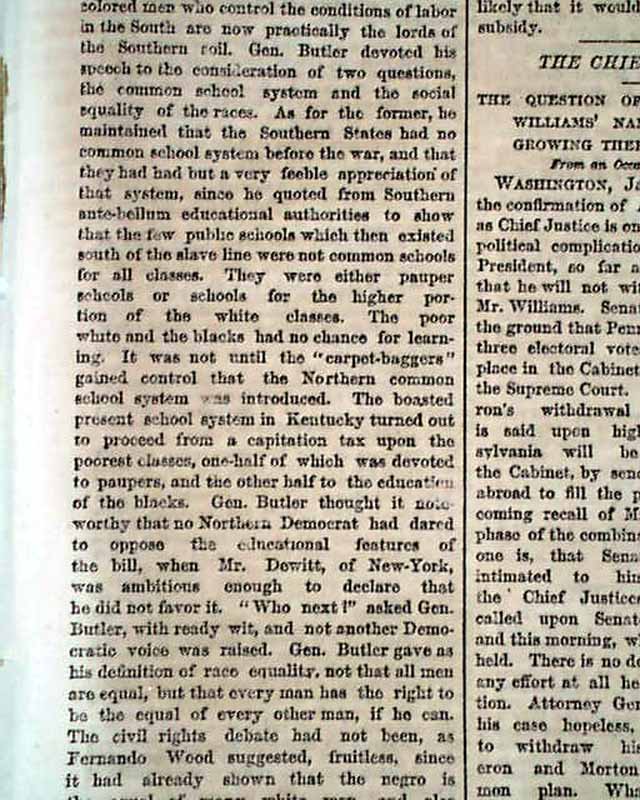 colored men who control the conditions of labor
in the South are now practically the lords of
the Southern soil. Gen. Butler devoted his
speech to the consideration of two questions,
the common school system and the social
equality of the races. As for the former, he
maintained that the Southern States had no
common school system before the war, and that
they had had but a very feeble appreciation of
that system, since he quoted from Southern
ante-bellum educational authorities to show
that the few public schools which then existed
south of the slave line were not common schools
for all classes. They were either pauper
schools or schools for the higher por-
tion of the white classes. The poor
white and the blacks had no chance for learn-
ing. It was not until the "carpet-baggers"
gained control that the Northern common
school system was introduced. The boasted
present school system in Kentucky turned out
to proceed from a capitation tax upon the
poorest classes, one-half of which was devoted
to paupers, and the other half to the education
of the blacks. Gen. Butler thought it note-
worthy that no Northern Democrat had dared
to oppose the educational features of
the bill, when Mr. Dewitt, of New-York,
was ambitious enough to declare that
he did not favor it. "Who next?" asked Gen.
Butler, with ready wit, and not another Demo-
cratic voice was raised. Gen. Butler gave as
his definition of race equality, not that all men
are equal, but that every man has the right to
be the equal of every other man, if he can.
The civil rights debate had not been, as
Fernando Wood suggested, fruitless, since
it had already shown that the negro is
the equal of many white men, and also
likely that it would
subsidy.
THE CHIE
THE QUESTION OF
WILLIAMS' NA
GROWING THE
From an Occa
WASHINGTON, Ja
the confirmation of A
as Chief Justice is on
political complicatio
President, so far a
that he will not wit
Mr. Williams. Sena
the ground that Pen
three electoral vote
place in the Cabinet
the Supreme Court.
ron's withdrawal
is said upon hig
sylvania will be
the Cabinet, by sen
abroad to fill the p
coming recall of M
phase of the combin
one is, that Sena
intimated to hi
the Chief Justice
called upon Senat
and this morning, w
held. There is no d
any effort at all he
tion. Attorney Ge
his case hopeless,
to withdraw his
eron and Morton
mon plan. Wha